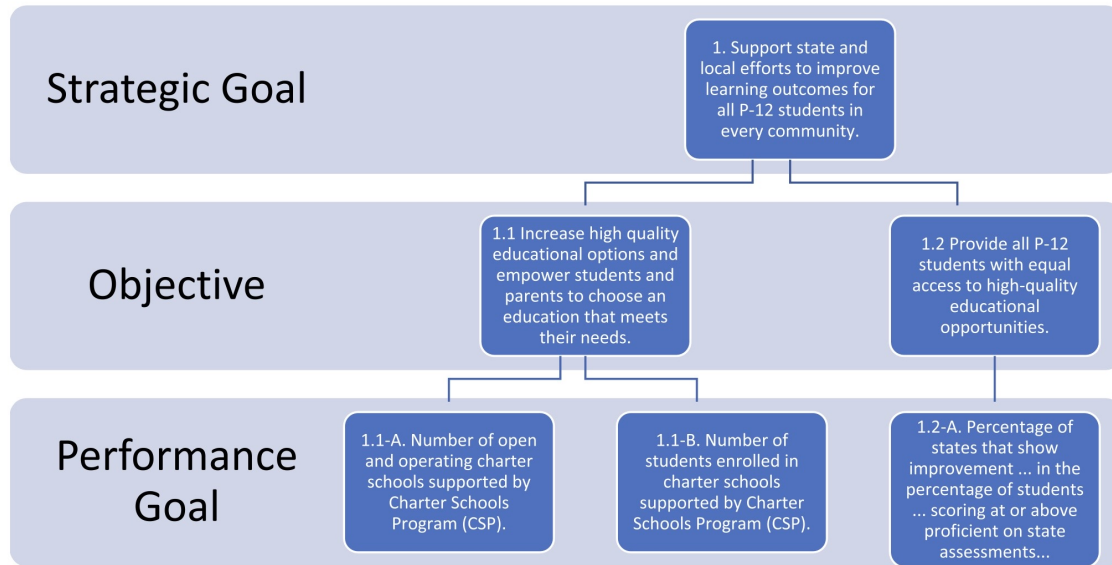 Strategic Goal
1. Support state and
local efforts to improve
learning outcomes for
all P-12 students in
every community.
Objective
1.1 Increase high quality
educational options and
empower students and
parents to choose an
education that meets
their needs.
1.2 Provide all P-12
students with equal
access to high-quality
educational
opportunities.
Performance
Goal
1.1-A. Number of open
and operating charter
schools supported by
Charter Schools
Program (CSP).
1.1-B. Number of
students enrolled in
charter schools
supported by Charter
Schools Program (CSP).
1.2-A. Percentage of
states that show
improvement ... in the
percentage of students
... scoring at or above
proficient on state
assessments...